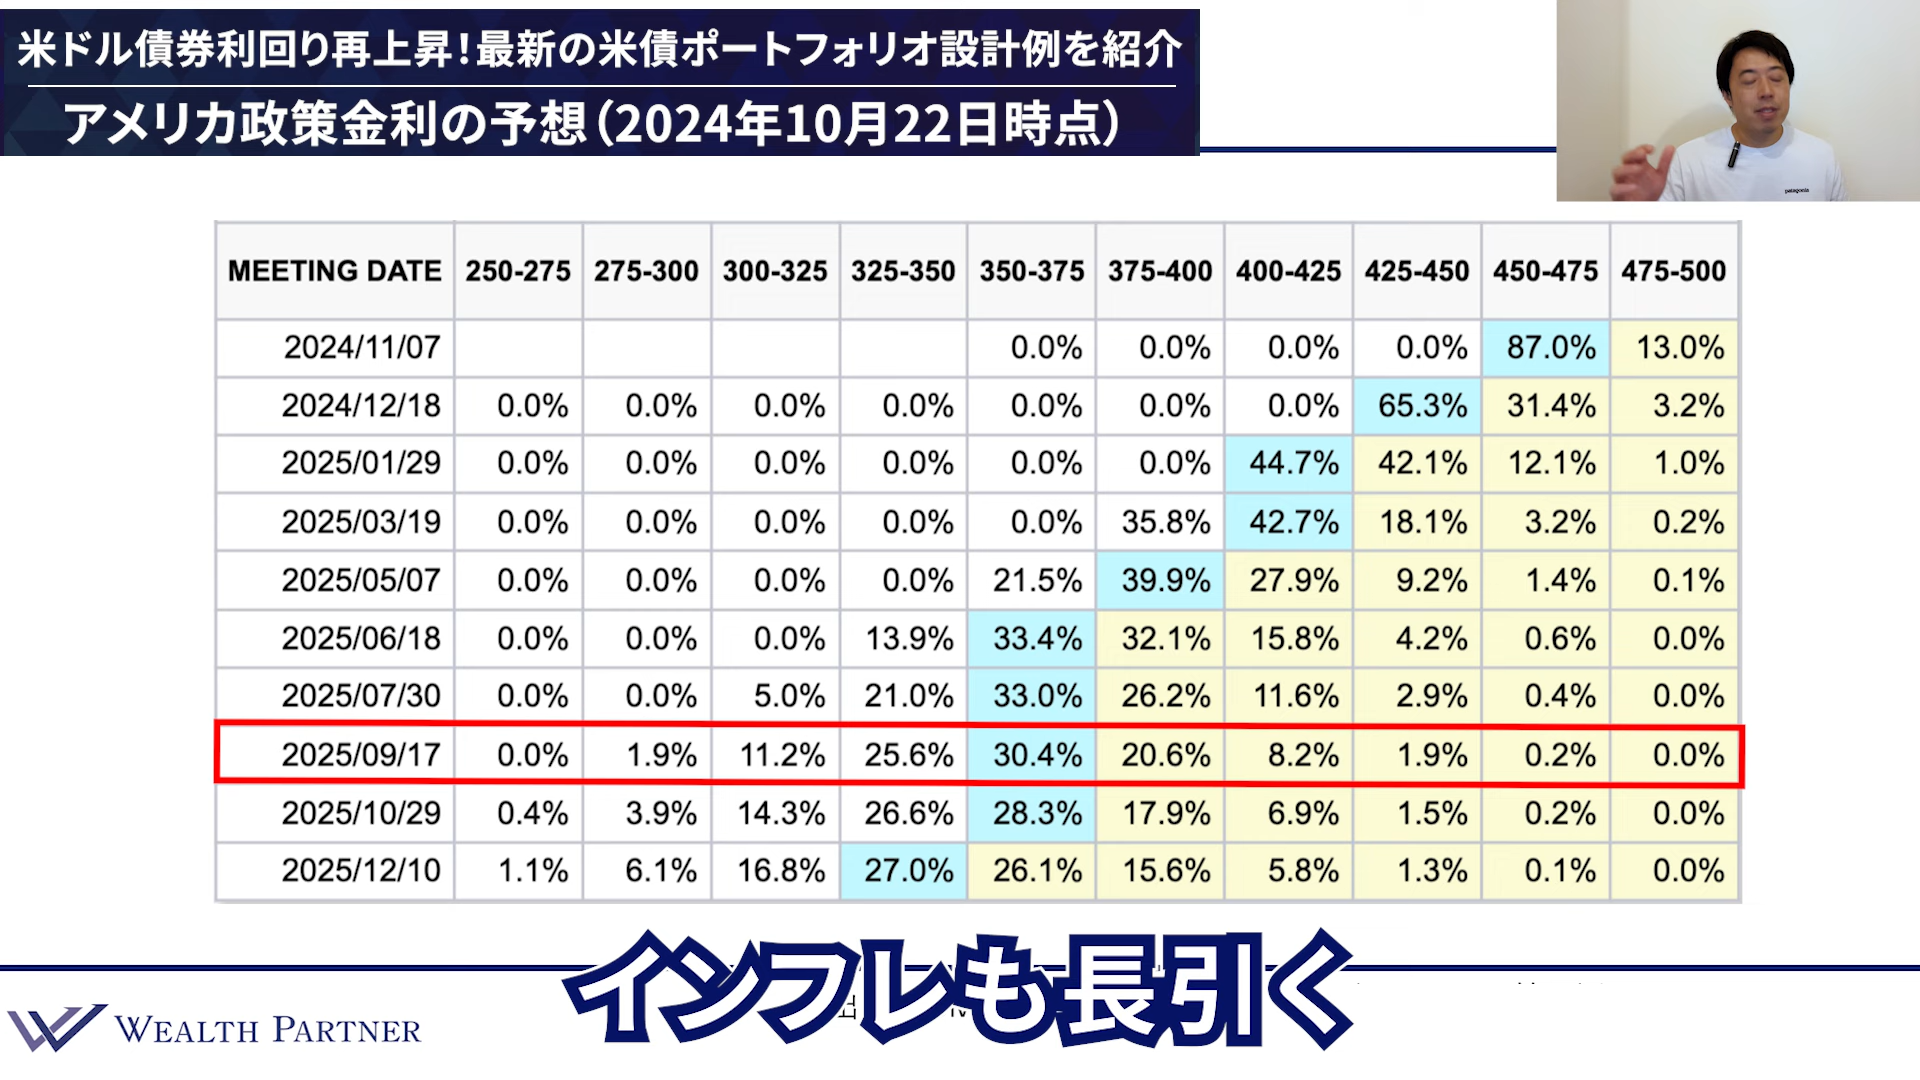 米ドル債券利回り再上昇！最新の米債ポートフォリオ設計例を紹介
アメリカ政策金利の予想（2024年10月22日時点）
patagonia
MEETING DATE 250-275 275-300 300-325 325-350 350-375 375-400 400-425 425-450 450-475 475-500
2024/11/07 0.0% 0.0% 0.0% 0.0% 87.0% 13.0%
2024/12/18 0.0% 0.0% 0.0% 0.0% 0.0% 0.0% 0.0% 65.3% 31.4% 3.2%
2025/01/29 0.0% 0.0% 0.0% 0.0% 0.0% 0.0% 44.7% 42.1% 12.1% 1.0%
2025/03/19 0.0% 0.0% 0.0% 0.0% 0.0% 35.8% 42.7% 18.1% 3.2% 0.2%
2025/05/07 0.0% 0.0% 0.0% 0.0% 21.5% 39.9% 27.9% 9.2% 1.4% 0.1%
2025/06/18 0.0% 0.0% 0.0% 13.9% 33.4% 32.1% 15.8% 4.2% 0.6% 0.0%
2025/07/30 0.0% 0.0% 5.0% 21.0% 33.0% 26.2% 11.6% 2.9% 0.4% 0.0%
2025/09/17 0.0% 1.9% 11.2% 25.6% 30.4% 20.6% 8.2% 1.9% 0.2% 0.0%
2025/10/29 0.4% 3.9% 14.3% 26.6% 28.3% 17.9% 6.9% 1.5% 0.2% 0.0%
2025/12/10 1.1% 6.1% 16.8% 27.0% 26.1% 15.6% 5.8% 1.3% 0.1% 0.0%
インフレも長引く
WEALTH PARTNER